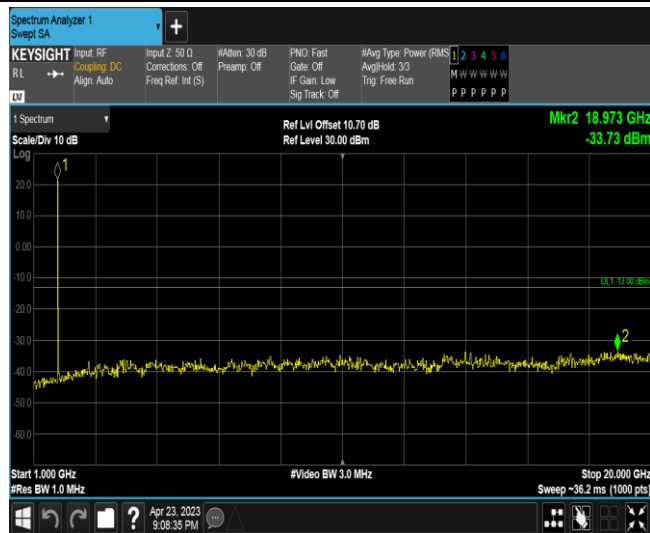 Spectrum Analyzer 1
Swept SA
+
KEYSIGHT Input: RF Input Z: 50 Ω #Atten: 30 dB PNO: Fast #Avg Type: Power (RMS 1 2 3 4 5 6
RL Coupling: DC Corrections: Off Preamp: Off Gate: Off Avg|Hold: 3/3 M W W W W W
Align: Auto Freq Ref: Int (S) IF Gain: Low Trig: Free Run
Sig Track: Off P P P P P P
LXI
1 Spectrum Ref Lvl Offset 10.70 dB Mkr2 18.973 GHz
Scale/Div 10 dB Ref Level 30.00 dBm -33.73 dBm
Log
1
20.0
10.0
0.00
-10.0
DL1 -13.00 dBm
-20.0
-30.0
2
-40.0
-50.0
-60.0
Start 1.000 GHz #Video BW 3.0 MHz Stop 20.000 GHz
#Res BW 1.0 MHz Sweep ~36.2 ms (1000 pts)
? Apr 23, 2023
9:08:35 PM